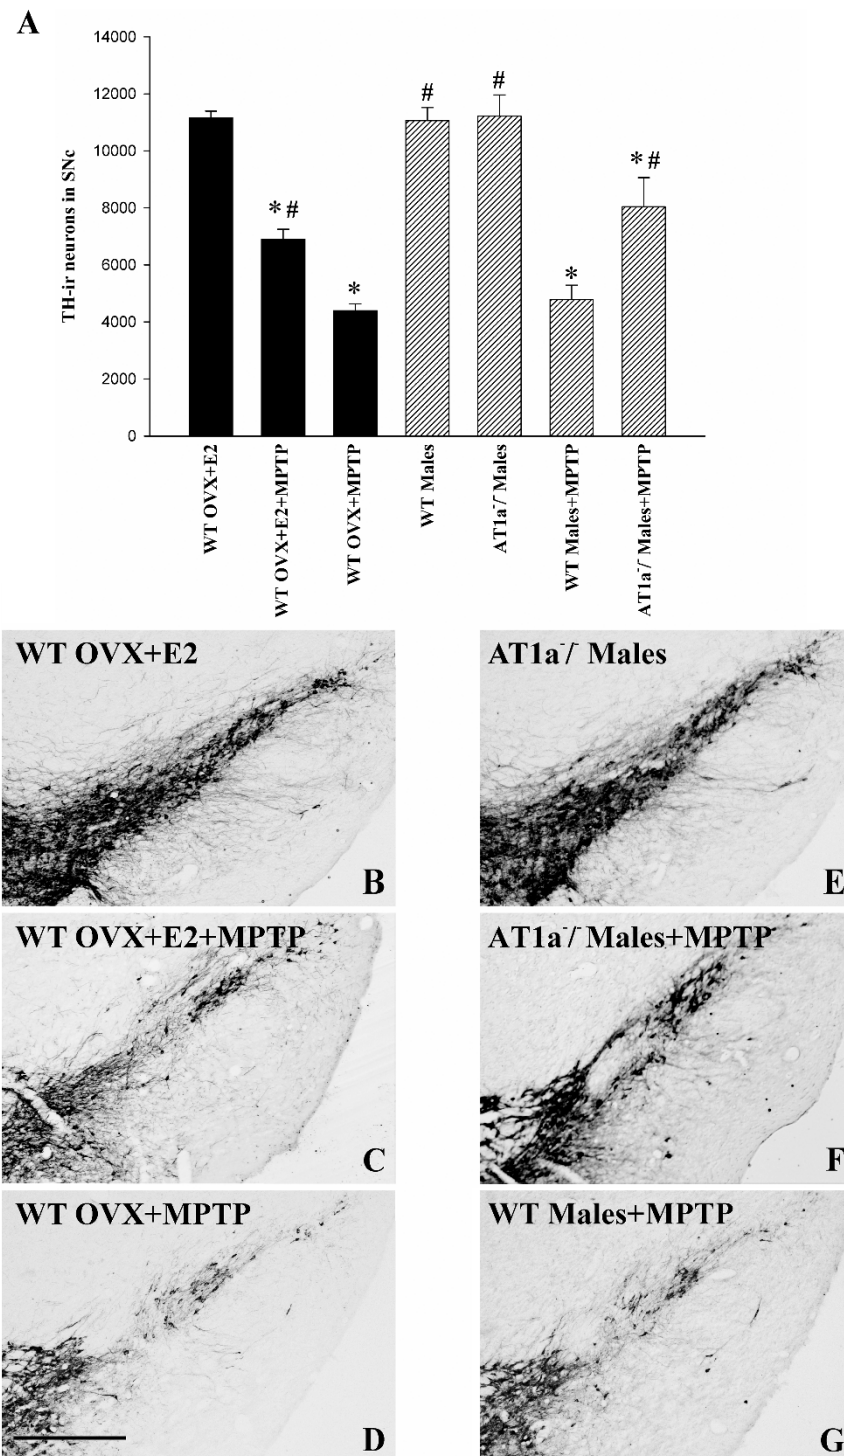 A
14000
12000
10000
8000
6000
4000
2000
0
TH-ir neurons in SNc
* #
*
#
#
*
* #
WT OVX+E2
WT OVX+E2+MPTP
WT OVX+MPTP
WT Males
AT1a⁻/⁻ Males
WT Males+MPTP
AT1a⁻/⁻ Males+MPTP
WT OVX+E2
B
AT1a⁻/⁻ Males
E
WT OVX+E2+MPTP
C
AT1a⁻/⁻ Males+MPTP
F
WT OVX+MPTP
D
WT Males+MPTP
G